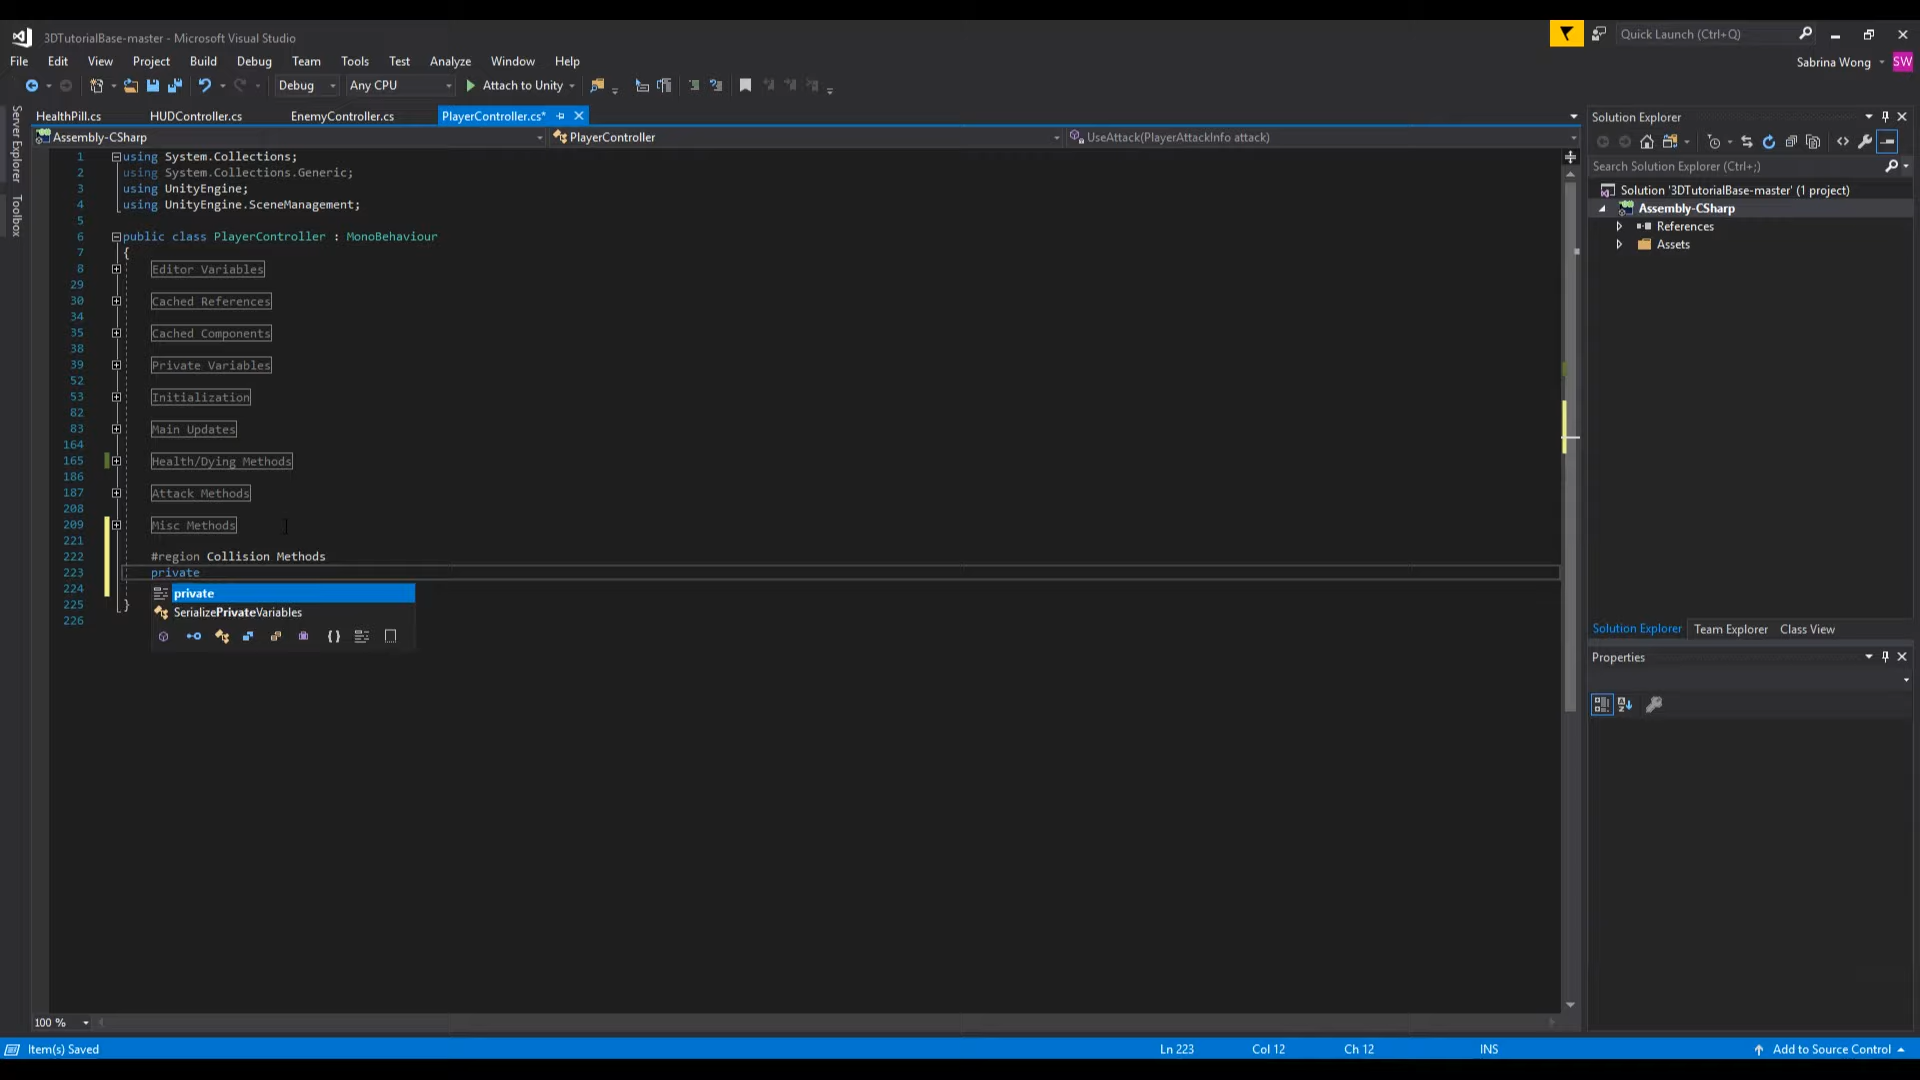 3DTutorialBase-master - Microsoft Visual Studio
Quick Launch (Ctrl+Q)
File Edit View Project Build Debug Team Tools Test Analyze Window Help
Sabrina Wong SW
Debug Any CPU Attach to Unity
Server Explorer
Toolbox
HealthPill.cs HUDController.cs EnemyController.cs PlayerController.cs*
Assembly-CSharp PlayerController UseAttack(PlayerAttackInfo attack)
1 using System.Collections;
2 using System.Collections.Generic;
3 using UnityEngine;
4 using UnityEngine.SceneManagement;
5
6 public class PlayerController : MonoBehaviour
7 {
8 Editor Variables
29
30 Cached References
34
35 Cached Components
38
39 Private Variables
52
53 Initialization
82
83 Main Updates
164
165 Health/Dying Methods
186
187 Attack Methods
208
209 Misc Methods
221
222 #region Collision Methods
223 private
224
225 }
226
private
SerializePrivateVariables
100 %
Solution Explorer
Search Solution Explorer (Ctrl+;)
Solution '3DTutorialBase-master' (1 project)
Assembly-CSharp
References
Assets
Solution Explorer Team Explorer Class View
Properties
Item(s) Saved Ln 223 Col 12 Ch 12 INS Add to Source Control